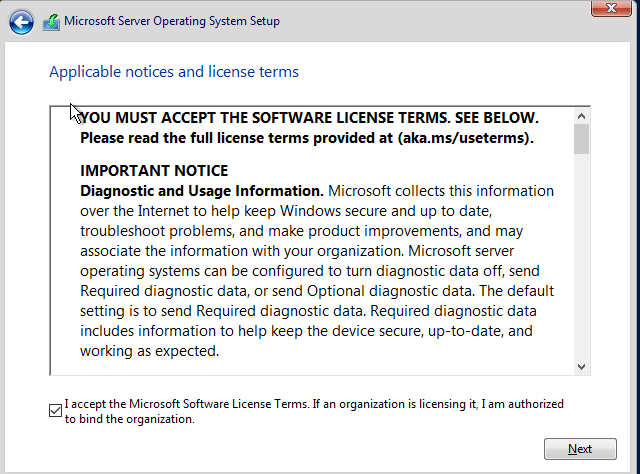 Microsoft Server Operating System Setup
Applicable notices and license terms
YOU MUST ACCEPT THE SOFTWARE LICENSE TERMS. SEE BELOW.
Please read the full license terms provided at (aka.ms/useterms).
IMPORTANT NOTICE
Diagnostic and Usage Information. Microsoft collects this information
over the Internet to help keep Windows secure and up to date,
troubleshoot problems, and make product improvements, and may
associate the information with your organization. Microsoft server
operating systems can be configured to turn diagnostic data off, send
Required diagnostic data, or send Optional diagnostic data. The default
setting is to send Required diagnostic data. Required diagnostic data
includes information to help keep the device secure, up-to-date, and
working as expected.
I accept the Microsoft Software License Terms. If an organization is licensing it, I am authorized
to bind the organization.
Next